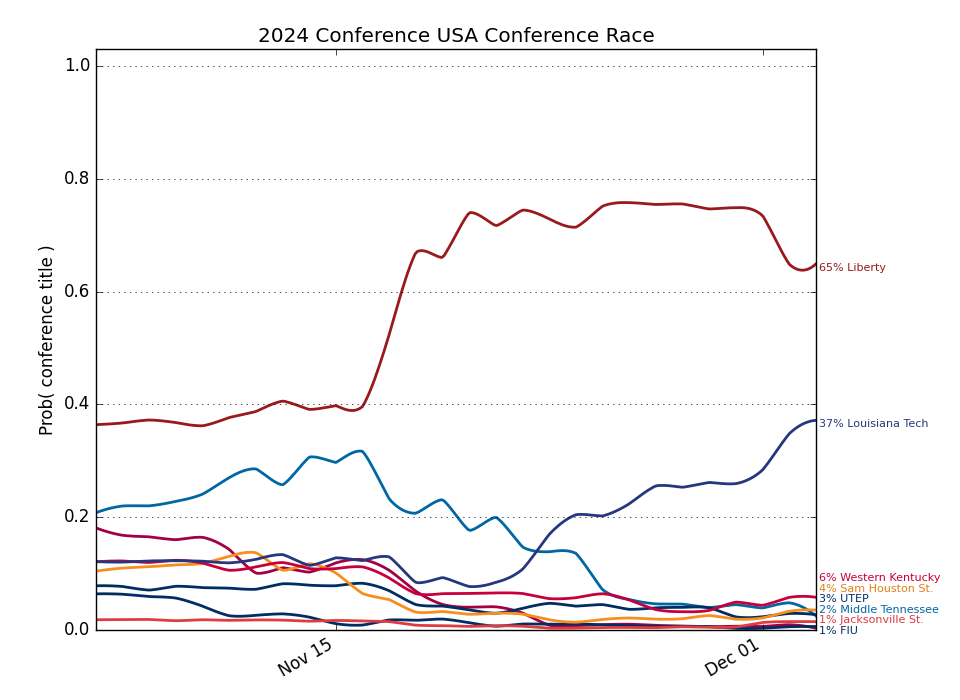 2024 Conference USA Conference Race
Prob( conference title )
1.0
0.8
0.6
0.4
0.2
0.0
Nov 15
Dec 01
65% Liberty
37% Louisiana Tech
6% Western Kentucky
4% Sam Houston St.
3% UTEP
2% Middle Tennessee
1% Jacksonville St.
1% FIU